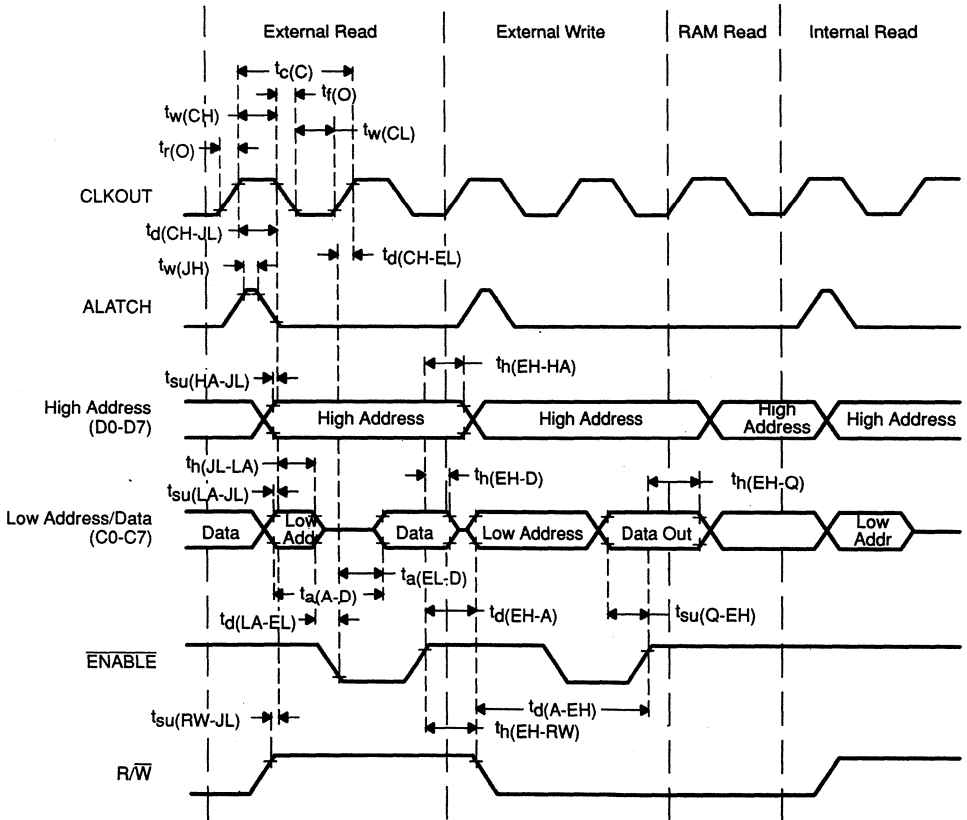 External Read External Write RAM Read Internal Read
tc(C)
tf(O)
tw(CH)
tw(CL)
tr(O)
CLKOUT
td(CH-JL)
td(CH-EL)
tw(JH)
ALATCH
th(EH-HA)
tsu(HA-JL)
High Address
(D0-D7)
High Address High Address High
Address High Address
th(JL-LA)
th(EH-D)
th(EH-Q)
tsu(LA-JL)
Low Address/Data
(C0-C7)
Data Low
Addr Data Low Address Data Out Low
Addr
ta(EL-D)
ta(A-D)
td(LA-EL)
td(EH-A)
tsu(Q-EH)
ENABLE
td(A-EH)
tsu(RW-JL)
th(EH-RW)
R/W